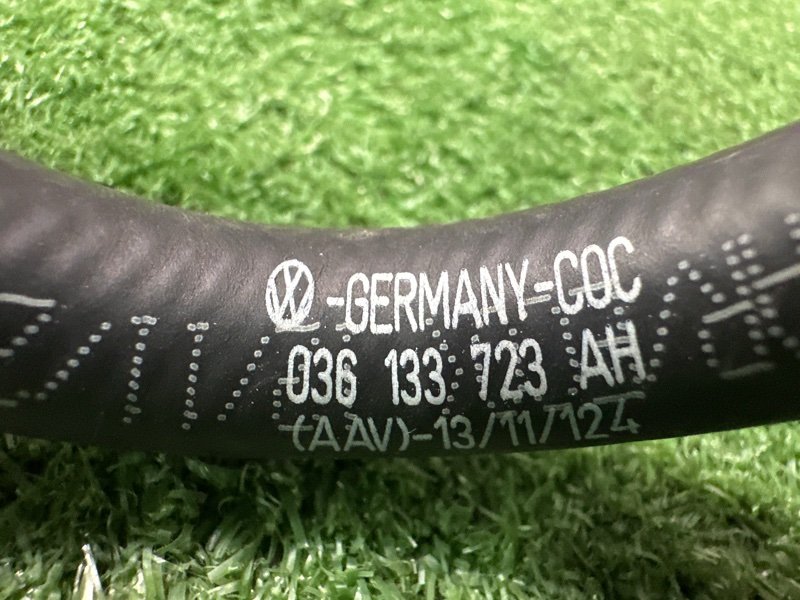 -GERMANY-COC
036 133 723 AH
(AAV)-13/11/124